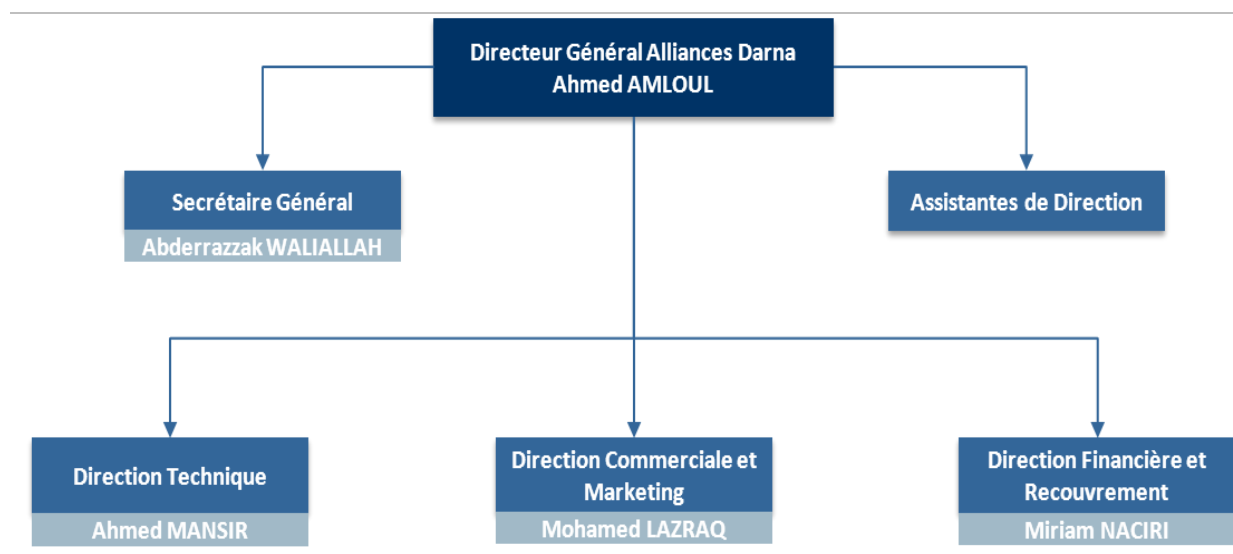 Directeur Général Alliances Darna
Ahmed AMLOUL
Secrétaire Général
Abderrazzak WALIALLAH
Assistantes de Direction
Direction Technique
Ahmed MANSIR
Direction Commerciale et
Marketing
Mohamed LAZRAQ
Direction Financière et
Recouvrement
Miriam NACIRI